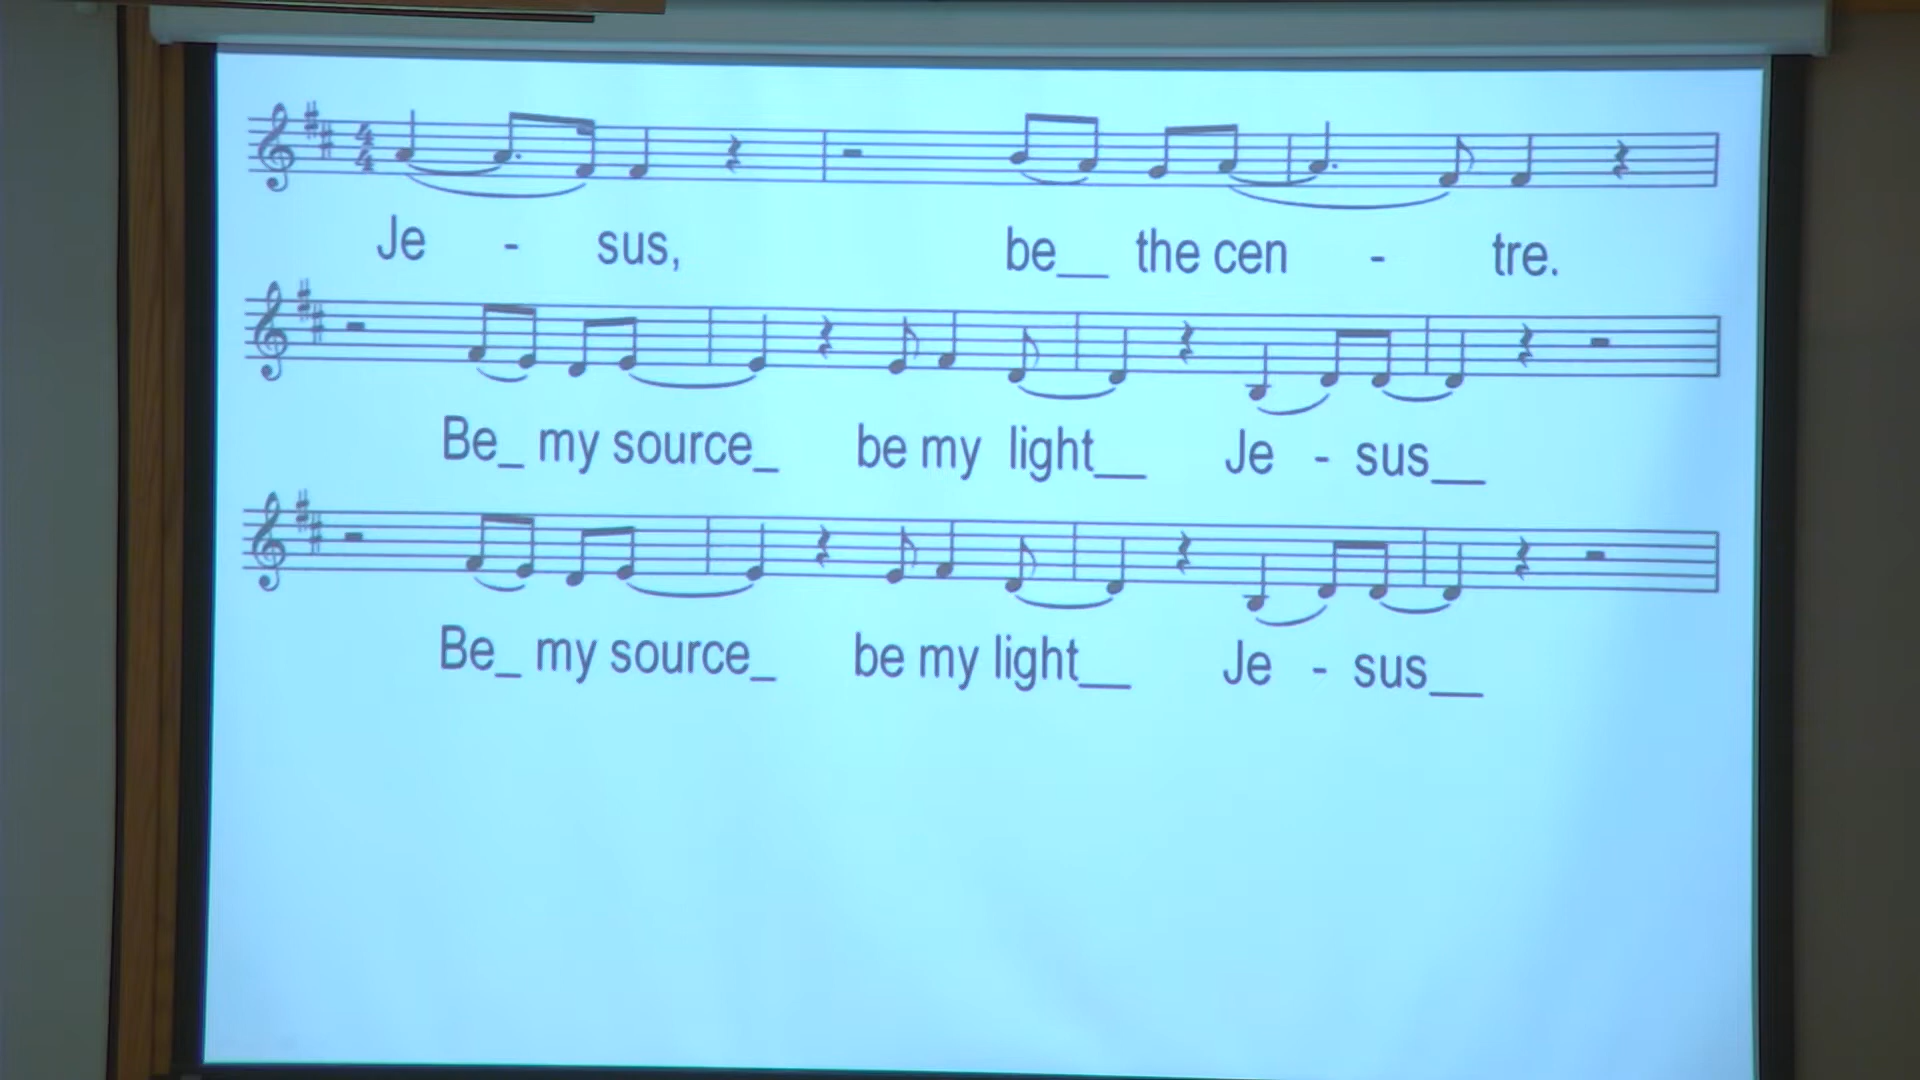 Je - sus, be__ the cen - tre.
Be_ my source_ be my light__ Je - sus__
Be_ my source_ be my light__ Je - sus__